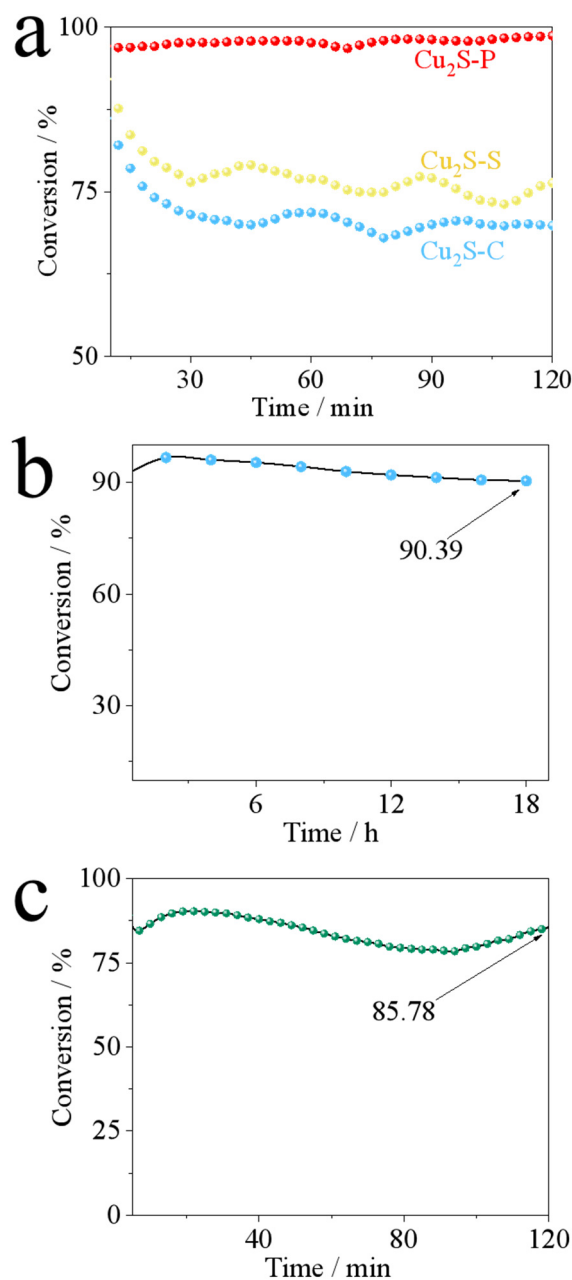 a
100
75
50
Conversion / %
Cu₂S-P
Cu₂S-S
Cu₂S-C
30
60
90
120
Time / min
b
90
60
30
Conversion / %
90.39
6
12
18
Time / h
c
100
75
50
25
0
Conversion / %
85.78
40
80
120
Time / min